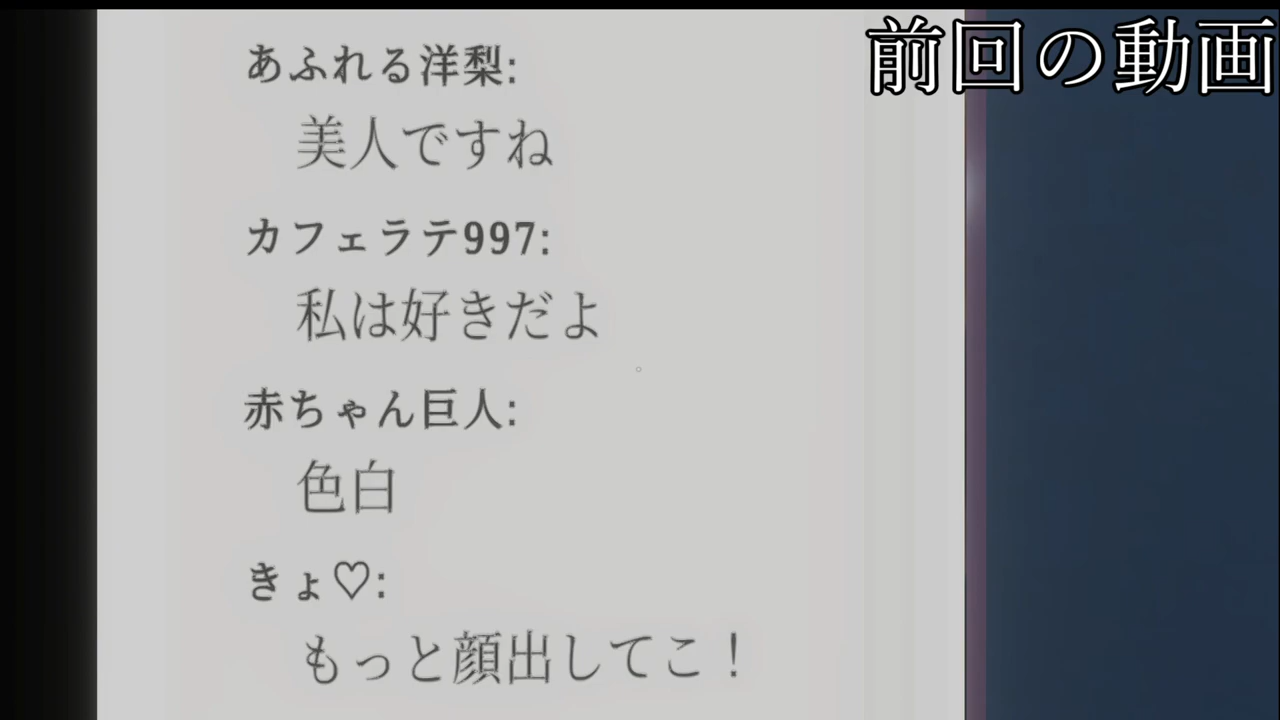 前回の動画
あふれる洋梨:
美人ですね
カフェラテ997:
私は好きだよ
赤ちゃん巨人:
色白
きょ♡:
もっと顔出してこ！